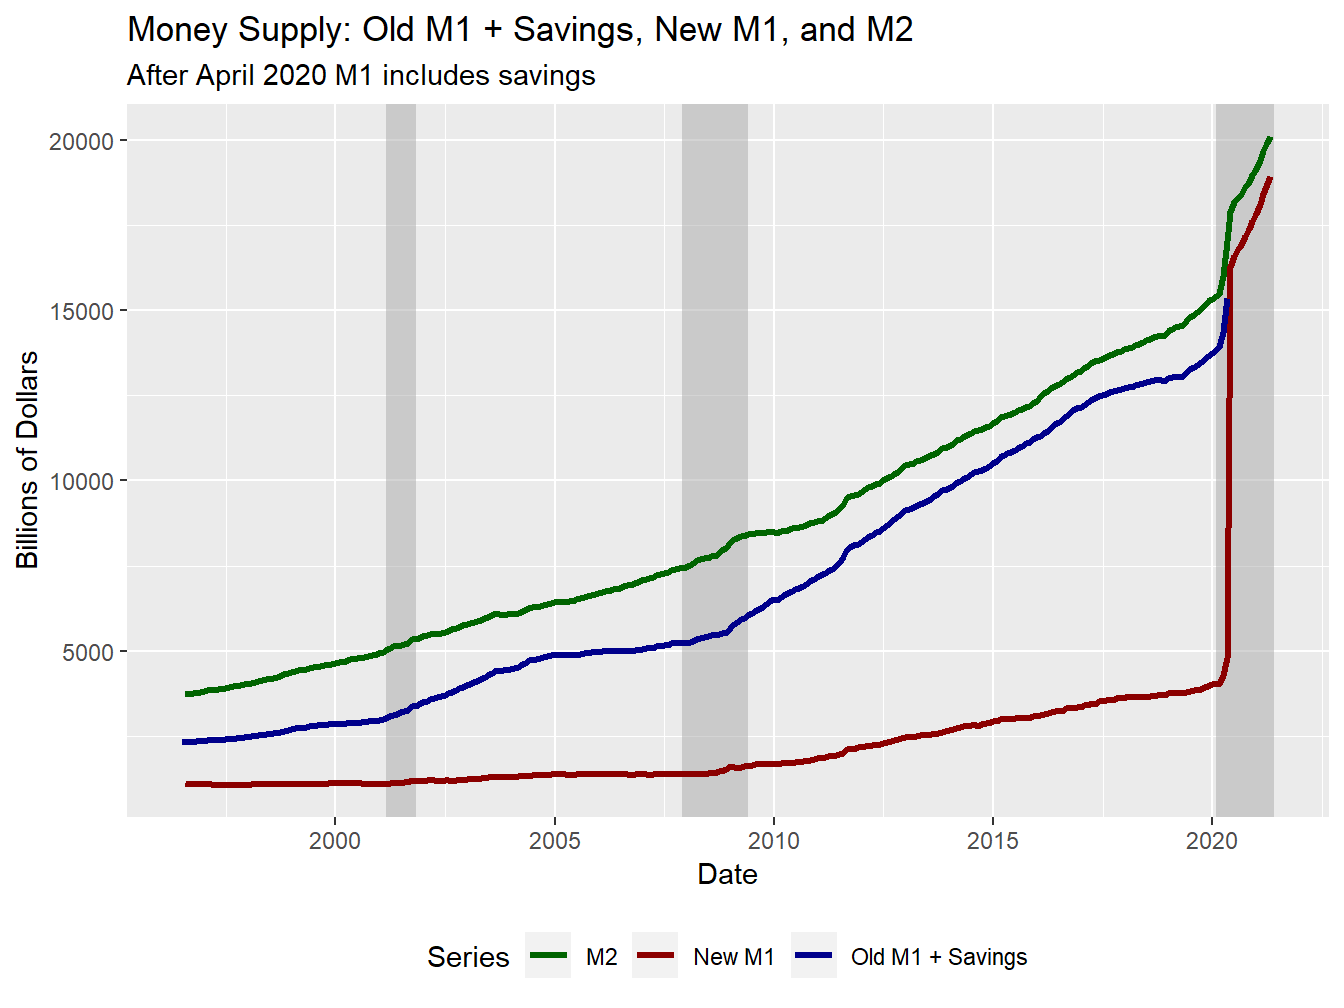 Money Supply: Old M1 + Savings, New M1, and M2
After April 2020 M1 includes savings
Billions of Dollars
20000
15000
10000
5000
2000 2005 2010 2015 2020
Date
Series M2 New M1 Old M1 + Savings